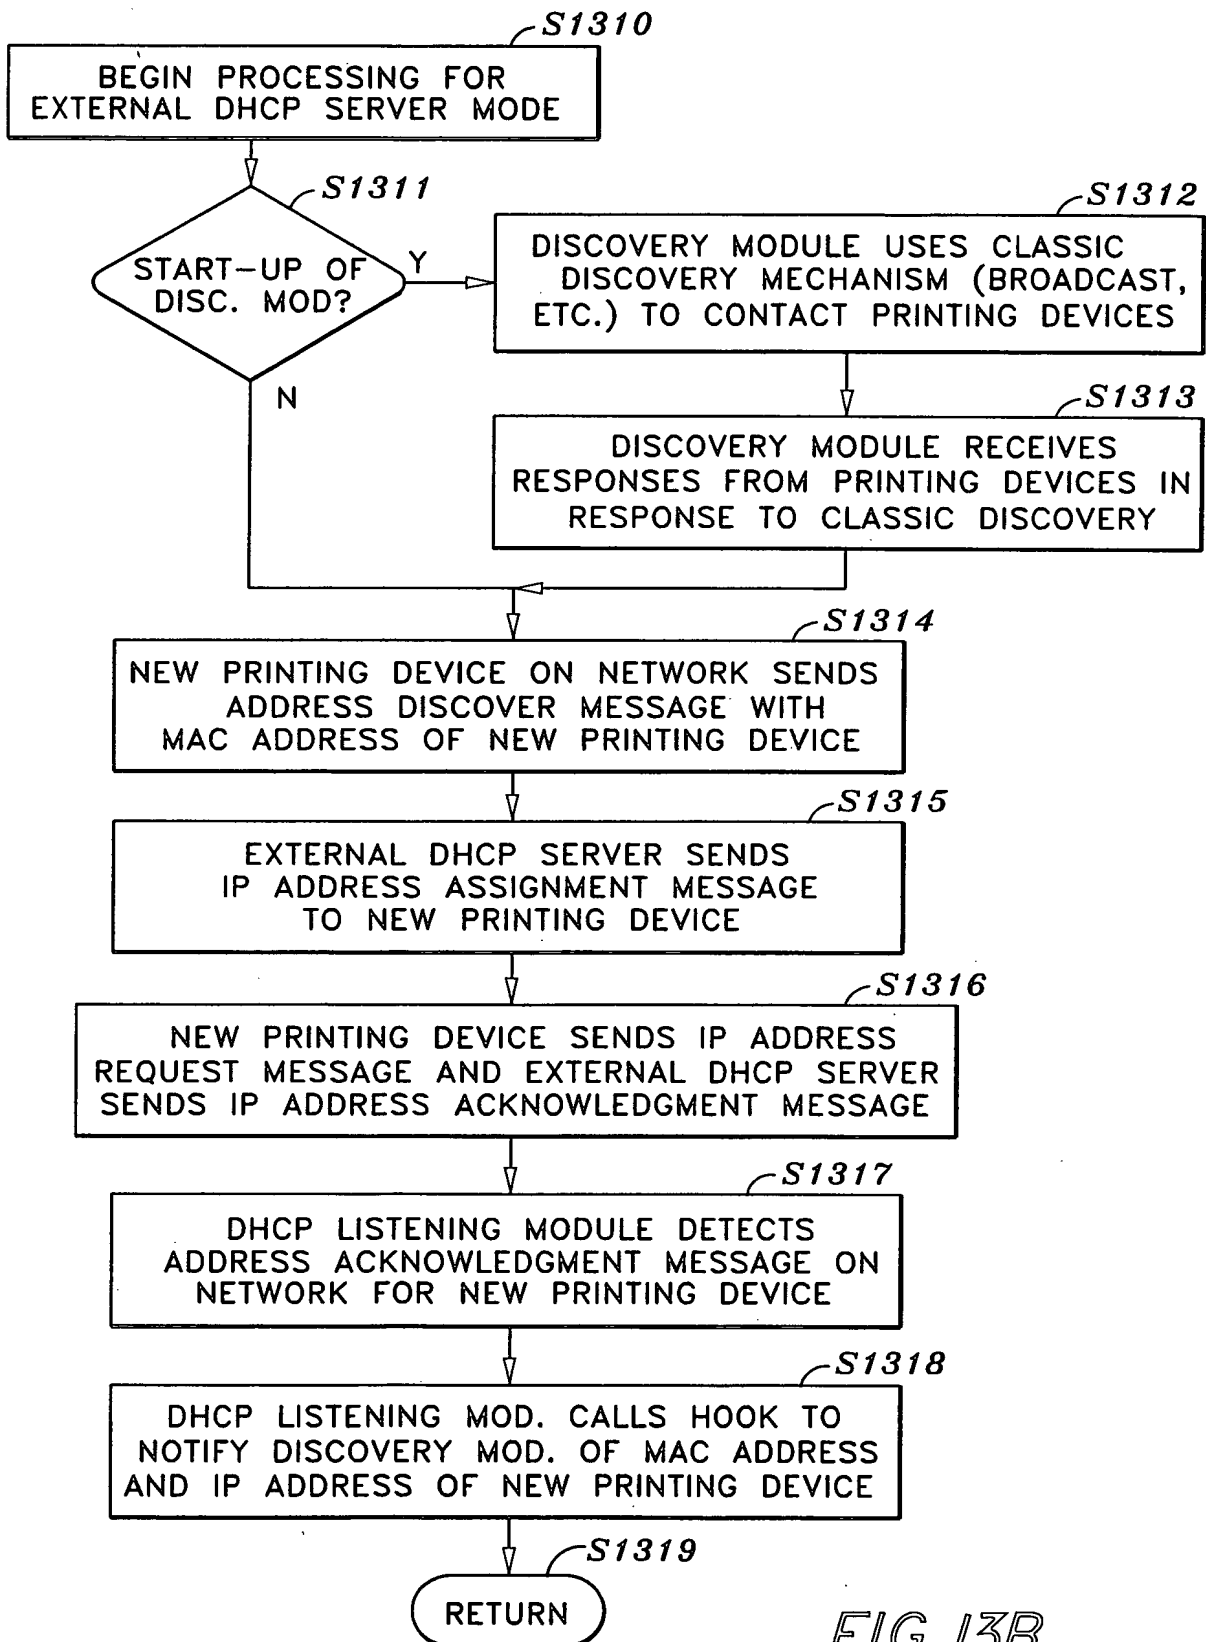 S1310
BEGIN PROCESSING FOR
EXTERNAL DHCP SERVER MODE
S1311
START-UP OF
DISC. MOD?
Y
N
S1312
DISCOVERY MODULE USES CLASSIC
DISCOVERY MECHANISM (BROADCAST,
ETC.) TO CONTACT PRINTING DEVICES
S1313
DISCOVERY MODULE RECEIVES
RESPONSES FROM PRINTING DEVICES IN
RESPONSE TO CLASSIC DISCOVERY
S1314
NEW PRINTING DEVICE ON NETWORK SENDS
ADDRESS DISCOVER MESSAGE WITH
MAC ADDRESS OF NEW PRINTING DEVICE
S1315
EXTERNAL DHCP SERVER SENDS
IP ADDRESS ASSIGNMENT MESSAGE
TO NEW PRINTING DEVICE
S1316
NEW PRINTING DEVICE SENDS IP ADDRESS
REQUEST MESSAGE AND EXTERNAL DHCP SERVER
SENDS IP ADDRESS ACKNOWLEDGMENT MESSAGE
S1317
DHCP LISTENING MODULE DETECTS
ADDRESS ACKNOWLEDGMENT MESSAGE ON
NETWORK FOR NEW PRINTING DEVICE
S1318
DHCP LISTENING MOD. CALLS HOOK TO
NOTIFY DISCOVERY MOD. OF MAC ADDRESS
AND IP ADDRESS OF NEW PRINTING DEVICE
S1319
RETURN
FIG. 13B